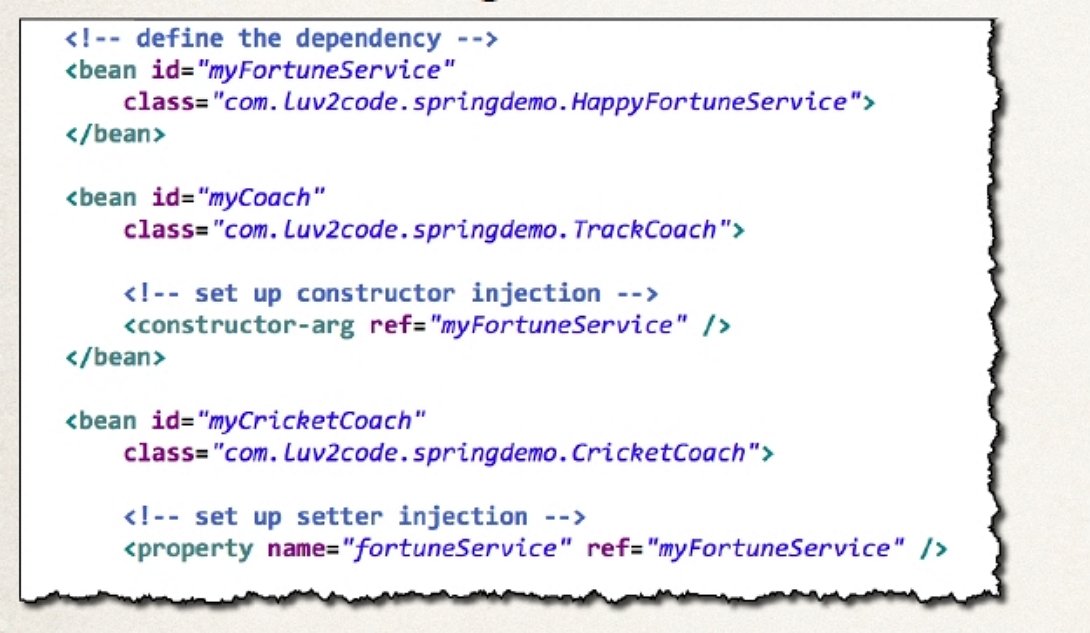 <!-- define the dependency -->
<bean id="myFortuneService"
class="com.luv2code.springdemo.HappyFortuneService">
</bean>
<bean id="myCoach"
class="com.luv2code.springdemo.TrackCoach">
<!-- set up constructor injection -->
<constructor-arg ref="myFortuneService" />
</bean>
<bean id="myCricketCoach"
class="com.luv2code.springdemo.CricketCoach">
<!-- set up setter injection -->
<property name="fortuneService" ref="myFortuneService" />